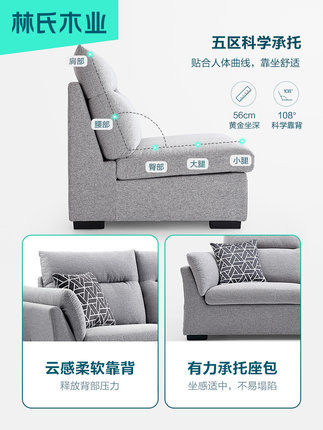 林氏木业
五区科学承托
贴合人体曲线，靠坐舒适
肩部
腰部
臀部
大腿
小腿
56cm
黄金坐深
108°
108°
科学靠背
云感柔软靠背
释放背部压力
有力承托座包
坐感适中，不易塌陷